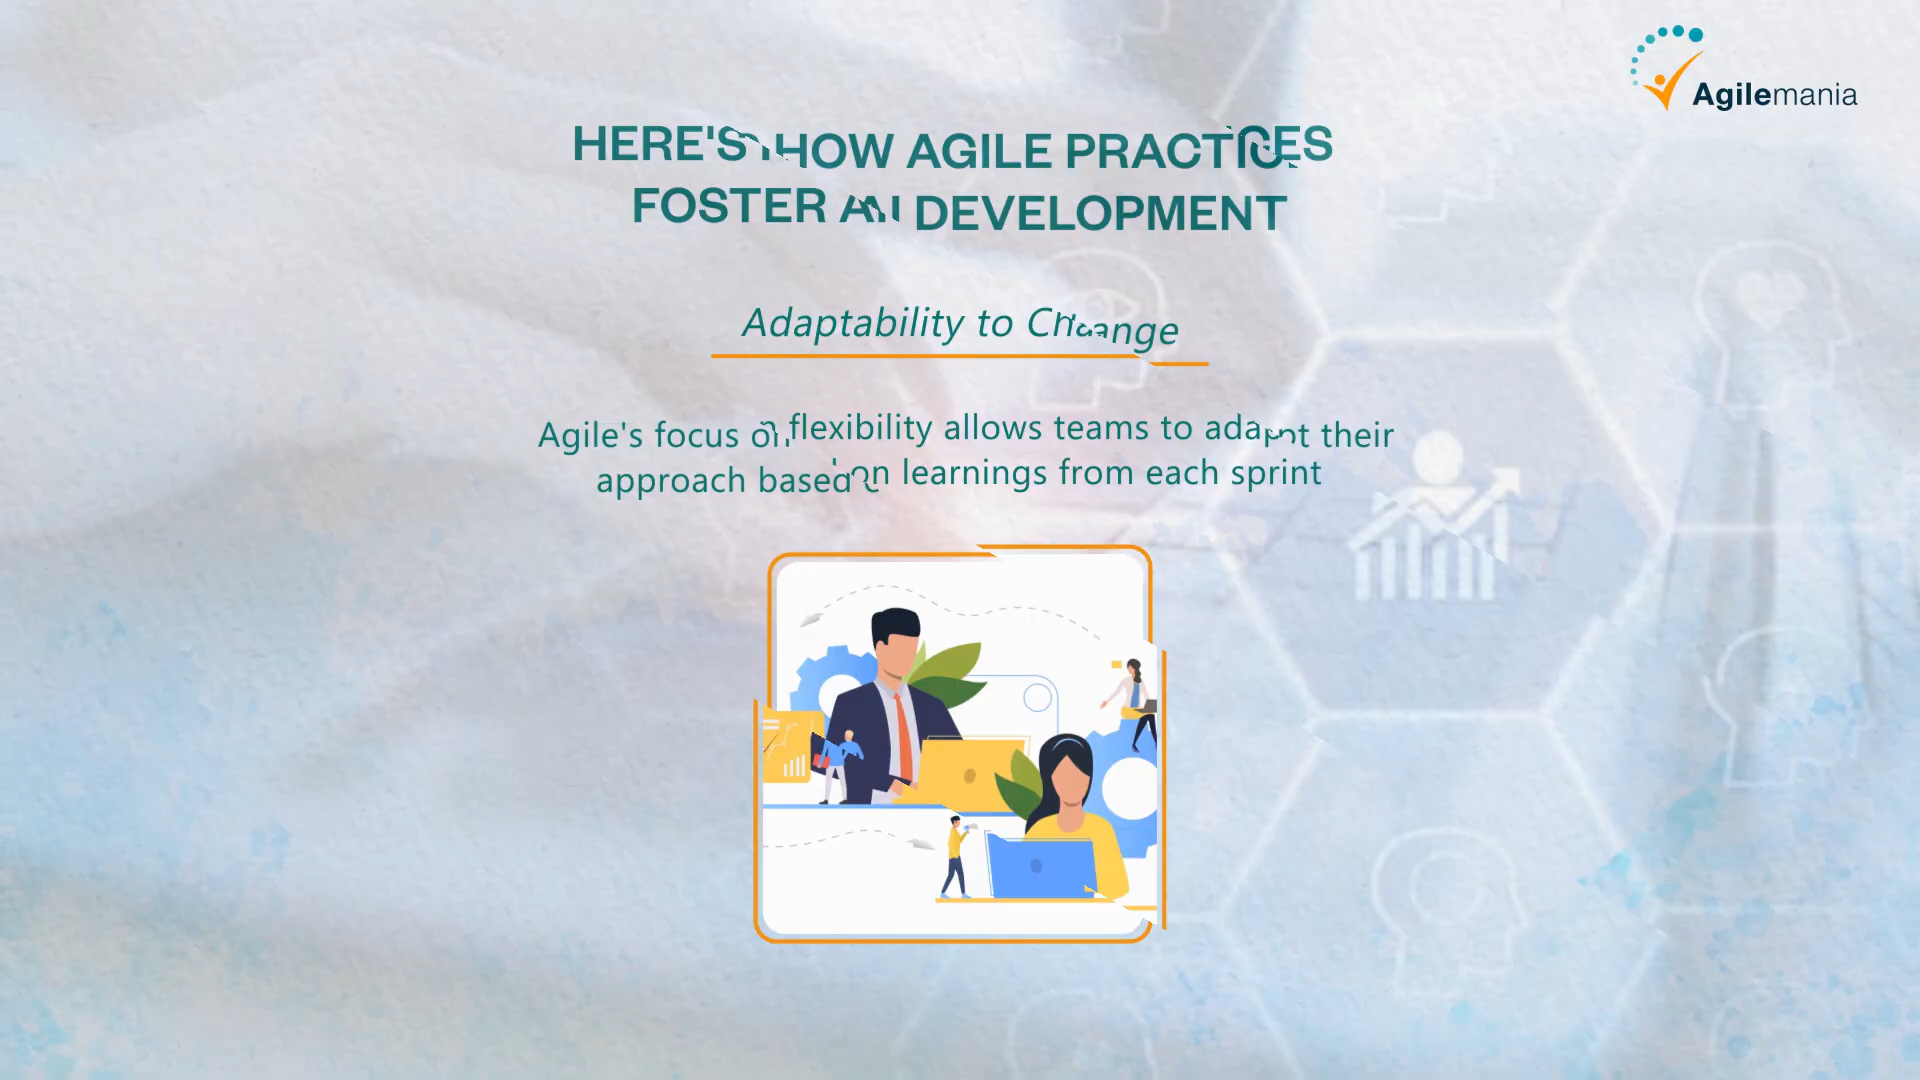 Agilemania
HERE'S HOW AGILE PRACTICES
FOSTER AI DEVELOPMENT
Adaptability to Change
Agile's focus on flexibility allows teams to adapt their
approach based on learnings from each sprint